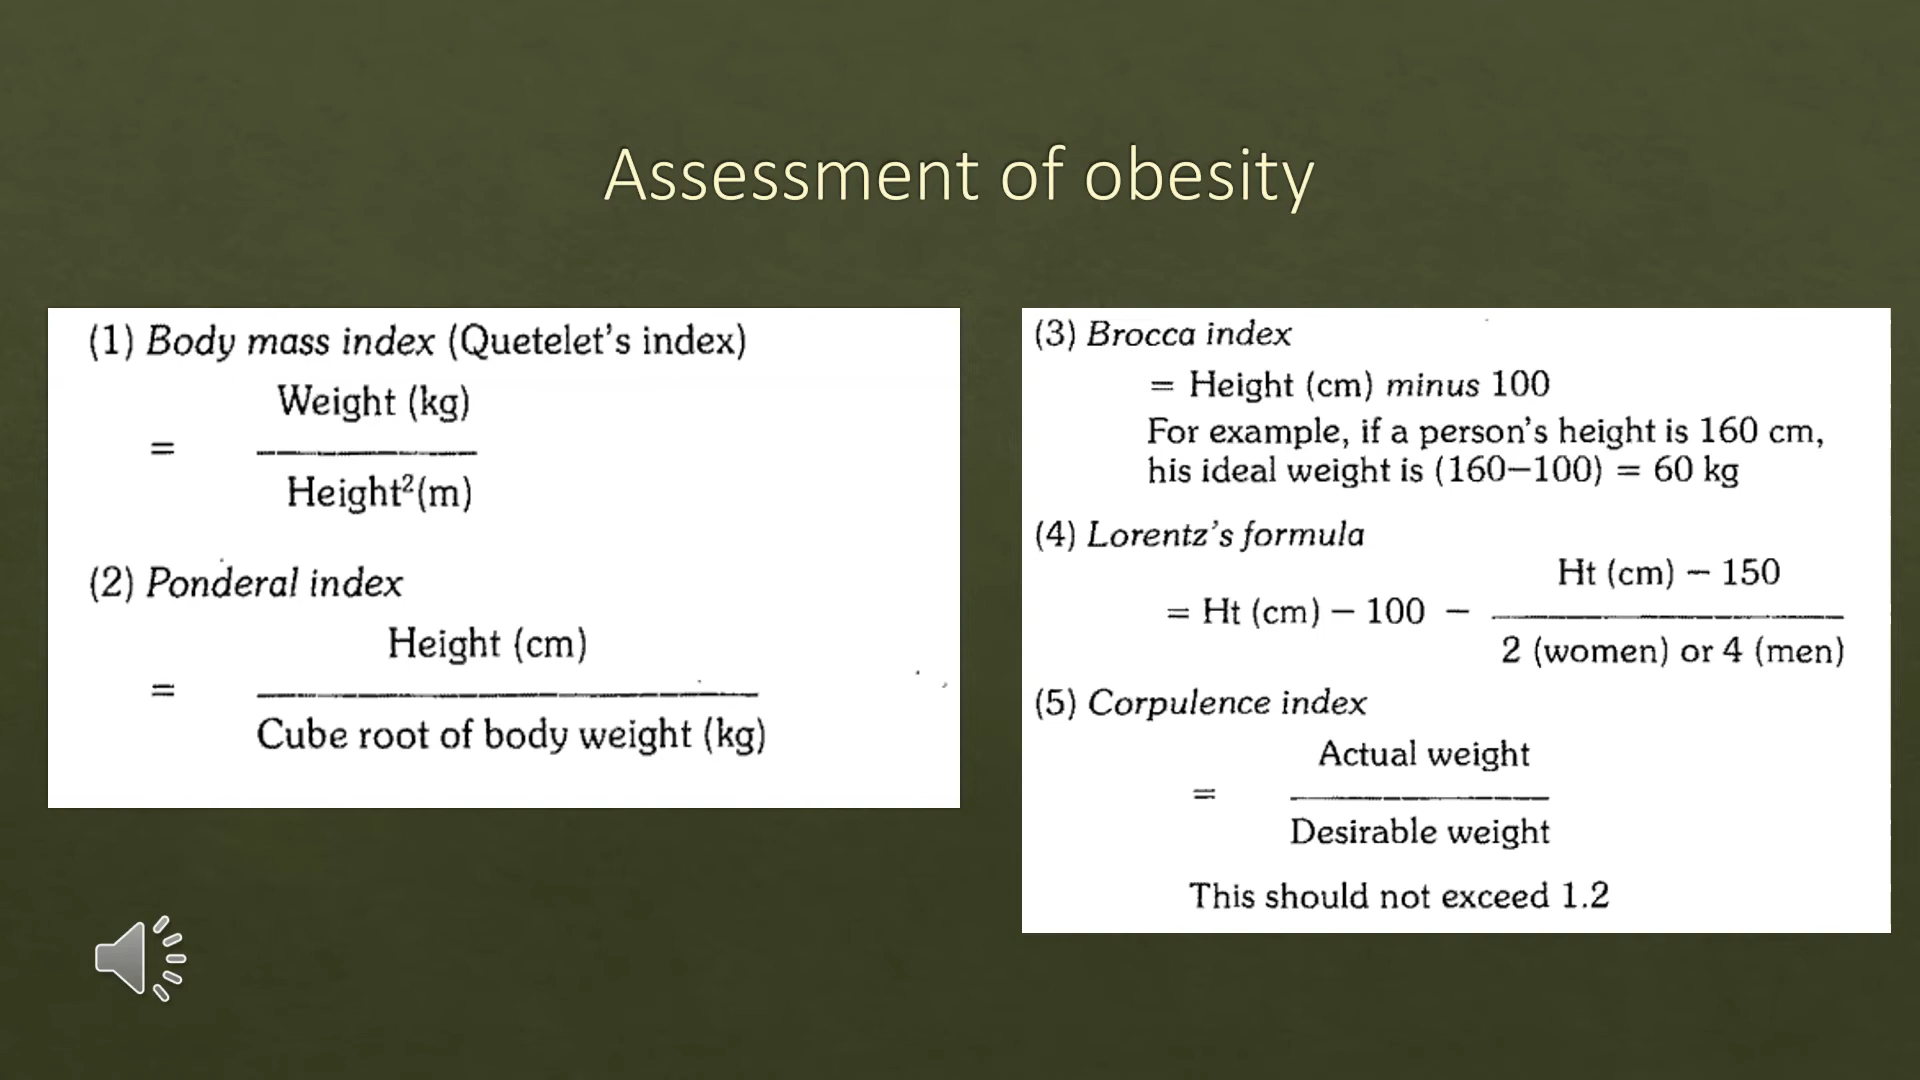 Assessment of obesity
(1) Body mass index (Quetelet's index)
Weight (kg)
=
Height²(m)
(2) Ponderal index
Height (cm)
=
Cube root of body weight (kg)
(3) Brocca index
= Height (cm) minus 100
For example, if a person's height is 160 cm,
his ideal weight is (160–100) = 60 kg
(4) Lorentz's formula
Ht (cm) – 150
= Ht (cm) – 100 –
2 (women) or 4 (men)
(5) Corpulence index
Actual weight
=
Desirable weight
This should not exceed 1.2